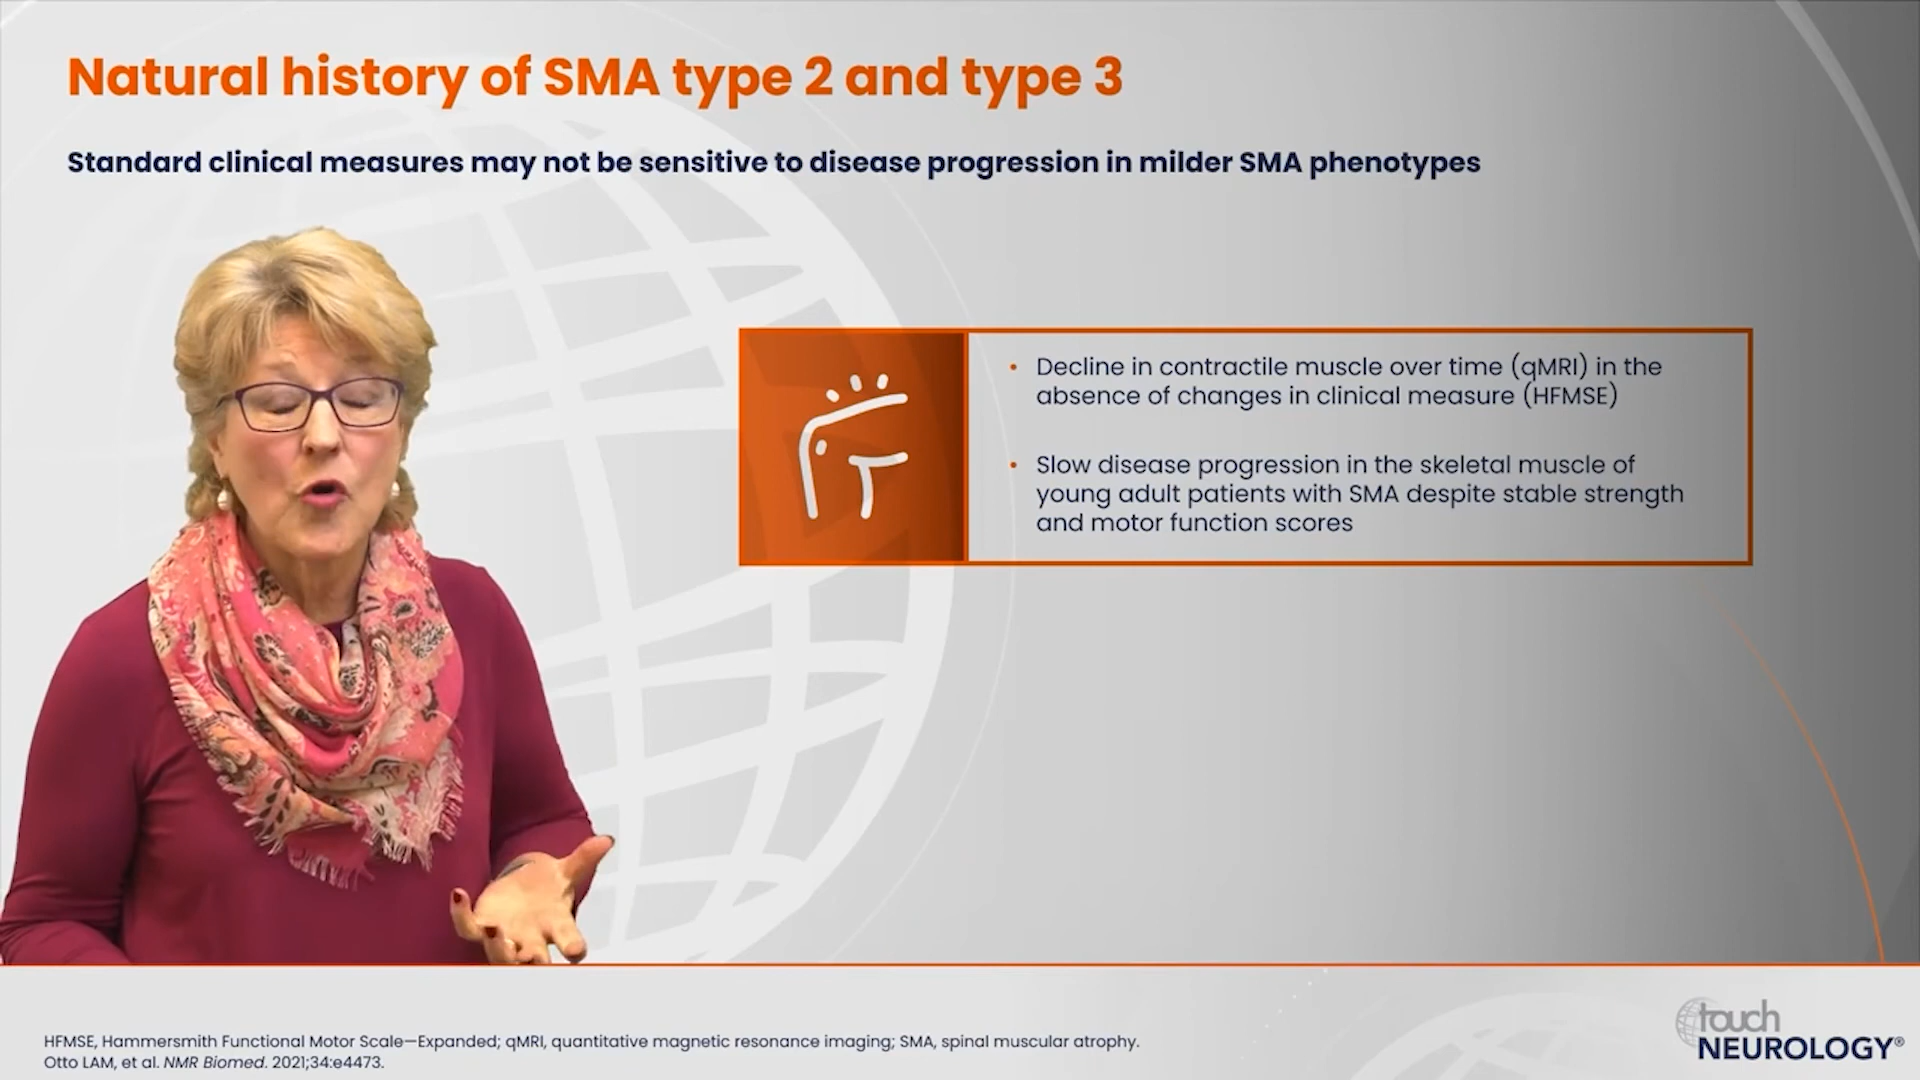 Natural history of SMA type 2 and type 3
Standard clinical measures may not be sensitive to disease progression in milder SMA phenotypes
• Decline in contractile muscle over time (qMRI) in the
absence of changes in clinical measure (HFMSE)
• Slow disease progression in the skeletal muscle of
young adult patients with SMA despite stable strength
and motor function scores
HFMSE, Hammersmith Functional Motor Scale—Expanded; qMRI, quantitative magnetic resonance imaging; SMA, spinal muscular atrophy.
Otto LAM, et al. NMR Biomed. 2021;34:e4473.
touch
NEUROLOGY®